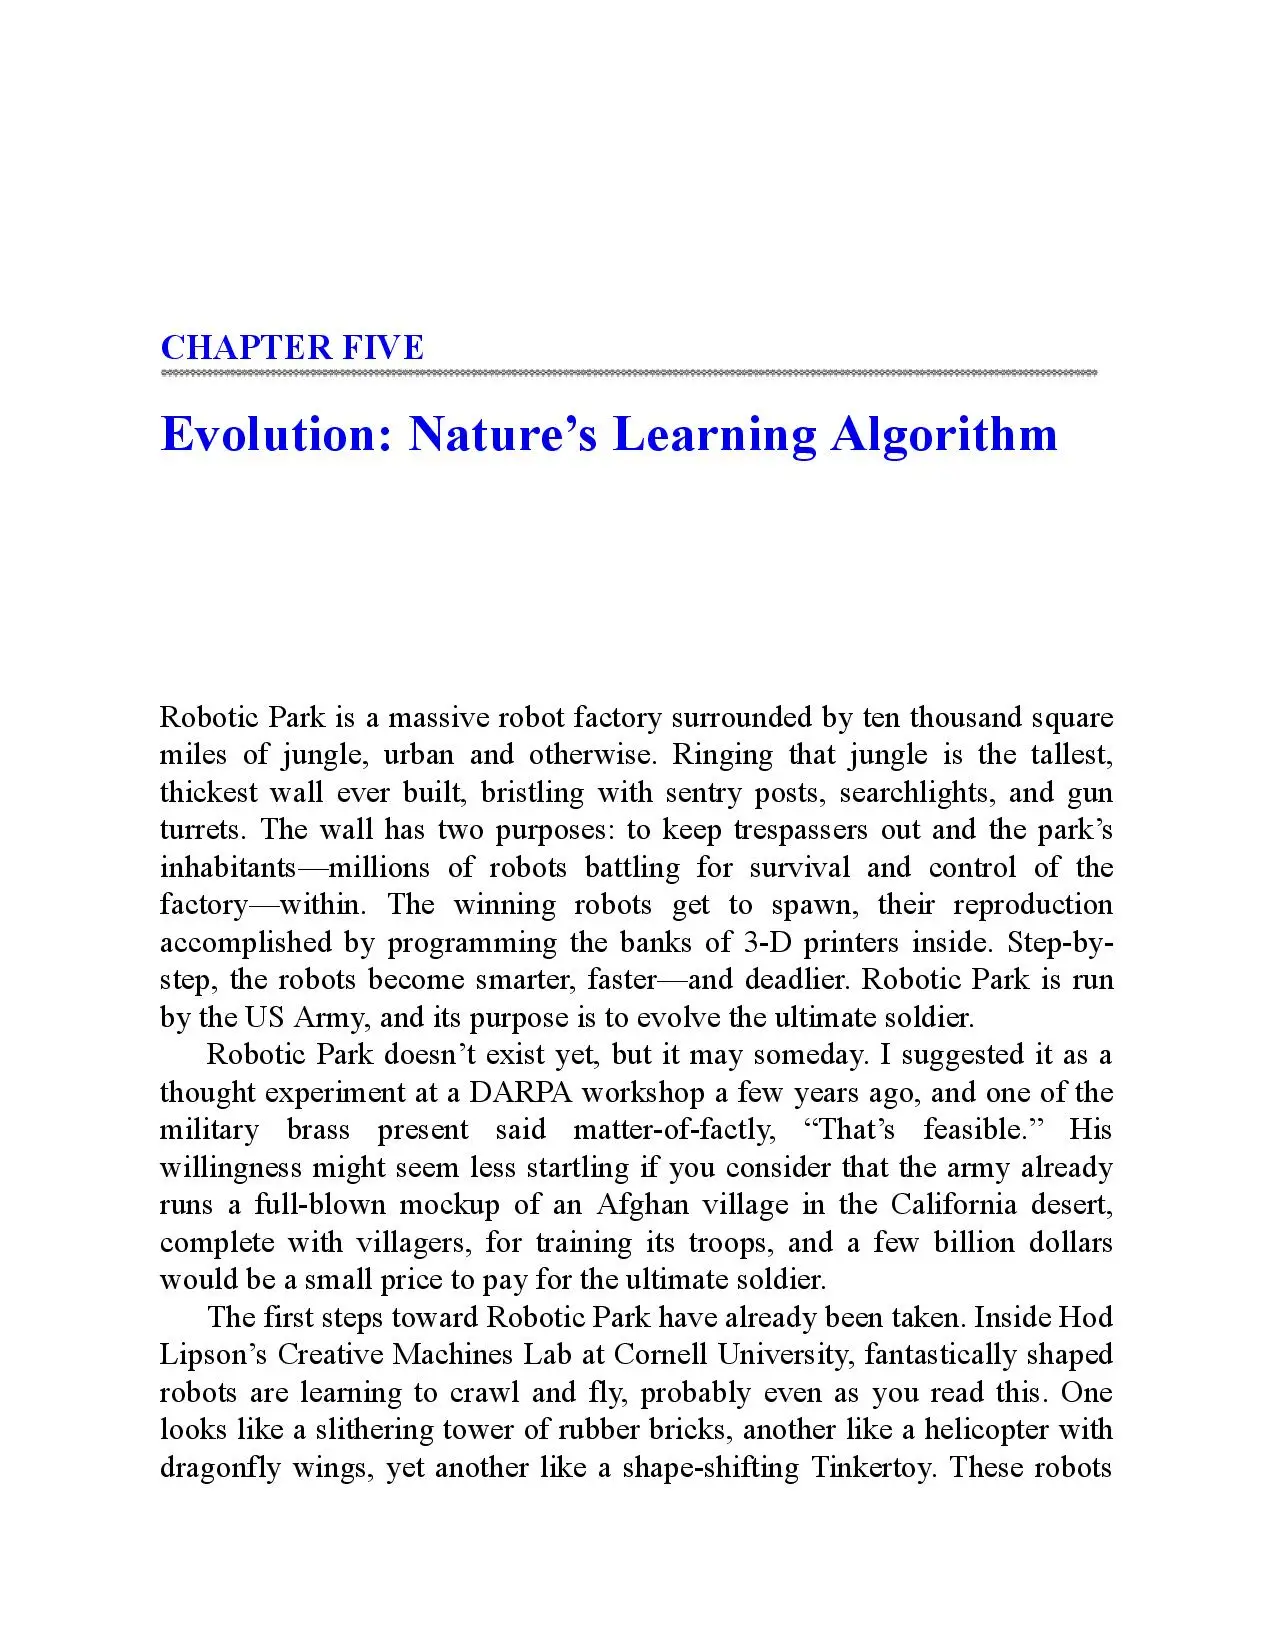 CHAPTER FIVE
Evolution: Nature’s Learning Algorithm
Robotic Park is a massive robot factory surrounded by ten thousand square
miles of jungle, urban and otherwise. Ringing that jungle is the tallest,
thickest wall ever built, bristling with sentry posts, searchlights, and gun
turrets. The wall has two purposes: to keep trespassers out and the park’s
inhabitants—millions of robots battling for survival and control of the
factory—within. The winning robots get to spawn, their reproduction
accomplished by programming the banks of 3-D printers inside. Step-by-
step, the robots become smarter, faster—and deadlier. Robotic Park is run
by the US Army, and its purpose is to evolve the ultimate soldier.
Robotic Park doesn’t exist yet, but it may someday. I suggested it as a
thought experiment at a DARPA workshop a few years ago, and one of the
military brass present said matter-of-factly, “That’s feasible.” His
willingness might seem less startling if you consider that the army already
runs a full-blown mockup of an Afghan village in the California desert,
complete with villagers, for training its troops, and a few billion dollars
would be a small price to pay for the ultimate soldier.
The first steps toward Robotic Park have already been taken. Inside Hod
Lipson’s Creative Machines Lab at Cornell University, fantastically shaped
robots are learning to crawl and fly, probably even as you read this. One
looks like a slithering tower of rubber bricks, another like a helicopter with
dragonfly wings, yet another like a shape-shifting Tinkertoy. These robots